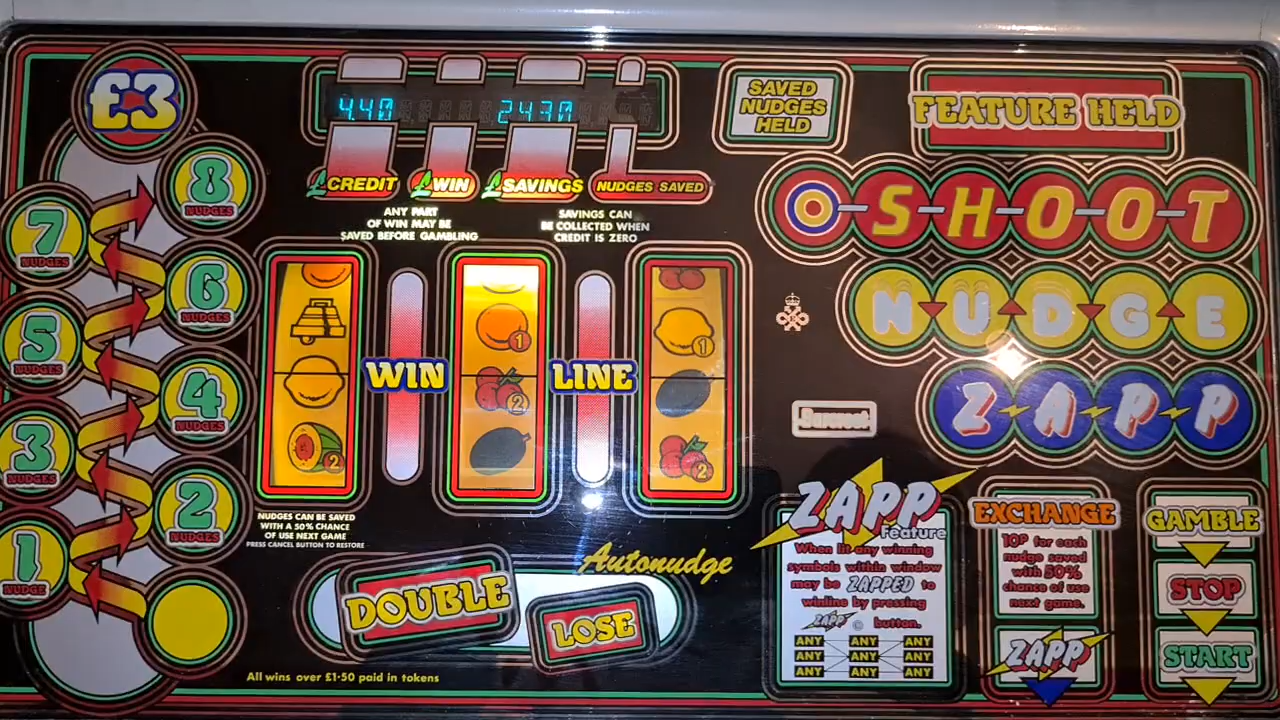 £3
8
NUDGES
7
NUDGES
6
NUDGES
5
NUDGES
4
NUDGES
3
NUDGES
2
NUDGES
1
NUDGE
4.40 24.30
£CREDIT £WIN £SAVINGS NUDGES SAVED
ANY PART
OF WIN MAY BE
SAVED BEFORE GAMBLING
SAVINGS CAN
BE COLLECTED WHEN
CREDIT IS ZERO
SAVED
NUDGES
HELD
FEATURE HELD
S-H-O-O-T
NUDGE
ZAPP
WIN LINE
1
2
2
1
2
Barcrest
NUDGES CAN BE SAVED
WITH A 50% CHANCE
OF USE NEXT GAME
PRESS CANCEL BUTTON TO RESTORE
Autonudge
DOUBLE
LOSE
All wins over £1·50 paid in tokens
ZAPP
Feature
When lit any winning
symbols within window
may be ZAPPED to
winline by pressing
ZAPP © button.
ANY ANY ANY
ANY ANY ANY
ANY ANY ANY
EXCHANGE
10P for each
nudge saved
with 50%
chance of use
next game.
ZAPP
GAMBLE
STOP
START